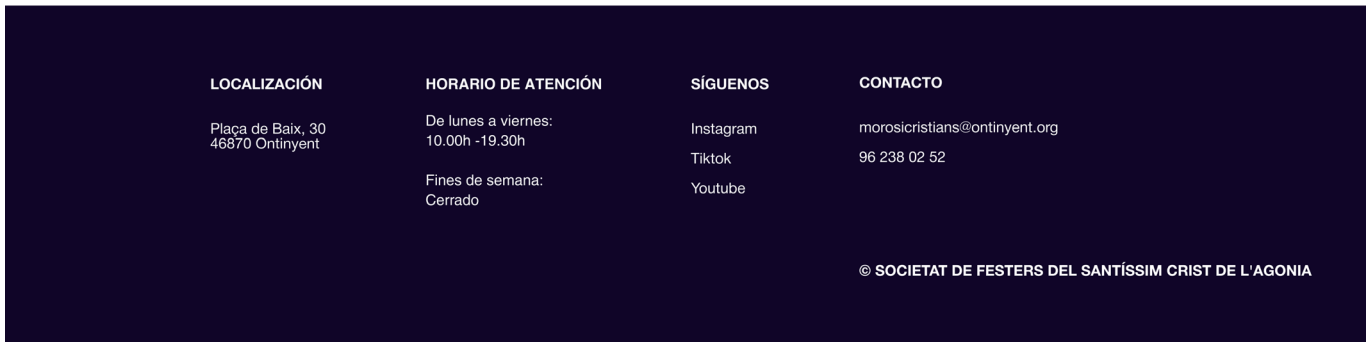 LOCALIZACIÓN
Plaça de Baix, 30
46870 Ontinyent
HORARIO DE ATENCIÓN
De lunes a viernes:
10.00h -19.30h
Fines de semana:
Cerrado
SÍGUENOS
Instagram
Tiktok
Youtube
CONTACTO
morosicristians@ontinyent.org
96 238 02 52
© SOCIETAT DE FESTERS DEL SANTÍSSIM CRIST DE L'AGONIA